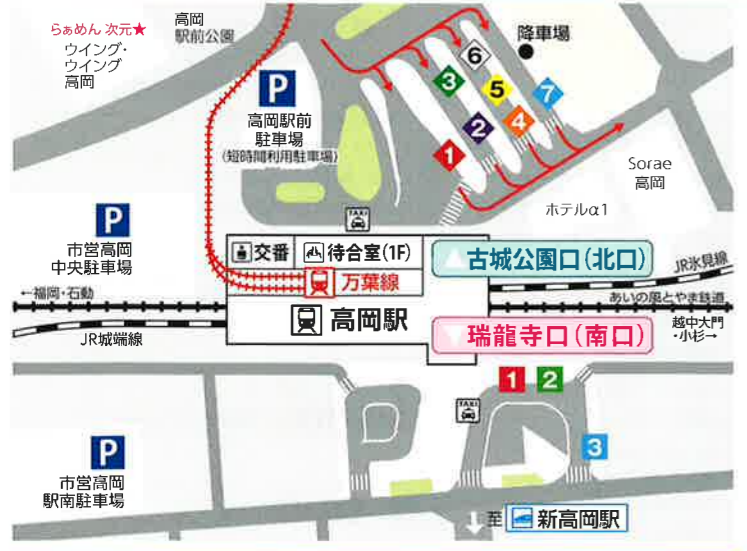 らぁめん 次元★
ウイング・
ウイング
高岡
高岡
駅前公園
P
高岡駅前
駐車場
(短時間利用駐車場)
降車場
6
3
5
7
2
4
1
Sorae
高岡
ホテルα1
TAXI
P
市営高岡
中央駐車場
交番
待合室(1F)
万葉線
古城公園口(北口)
JR氷見線
←福岡・石動
あいの風とやま鉄道
高岡駅
瑞龍寺口(南口)
越中大門
・小杉→
JR城端線
1
2
TAXI
3
P
市営高岡
駅南駐車場
至
新高岡駅